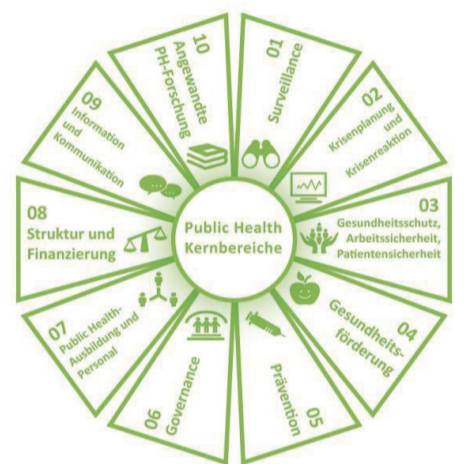 Public Health
Kernbereiche
01
Surveillance
02
Krisenplanung
und
Krisenreaktion
03
Gesundheitsschutz,
Arbeitssicherheit,
Patientensicherheit
04
Gesundheits-
förderung
05
Prävention
06
Governance
07
Public Health-
Ausbildung und
Personal
08
Struktur und
Finanzierung
09
Information
und
Kommunikation
10
Angewandte
PH-Forschung